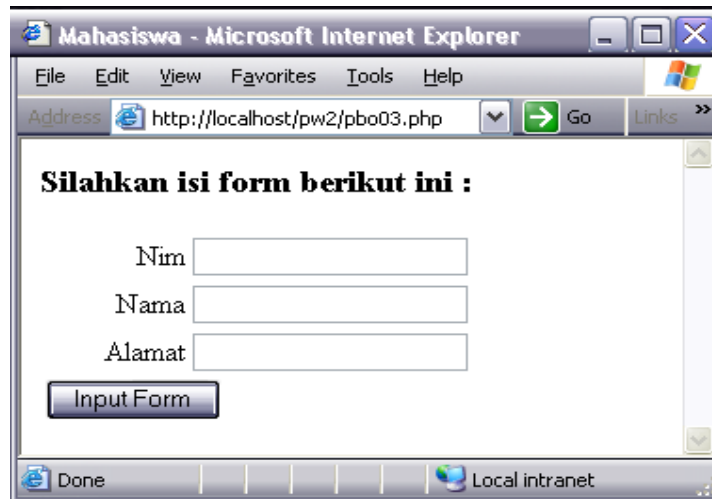 Mahasiswa - Microsoft Internet Explorer
File Edit View Favorites Tools Help
Address http://localhost/pw2/pbo03.php Go Links »
Silahkan isi form berikut ini :
Nim
Nama
Alamat
Input Form
Done Local intranet